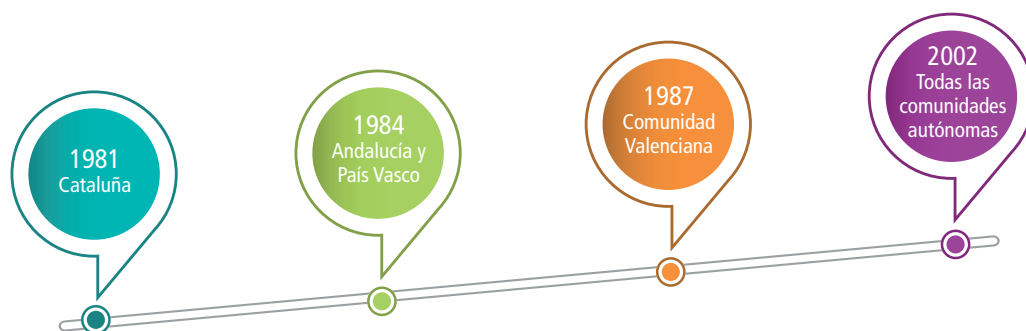 1981
Cataluña
1984
Andalucía y
País Vasco
1987
Comunidad
Valenciana
2002
Todas las
comunidades
autónomas